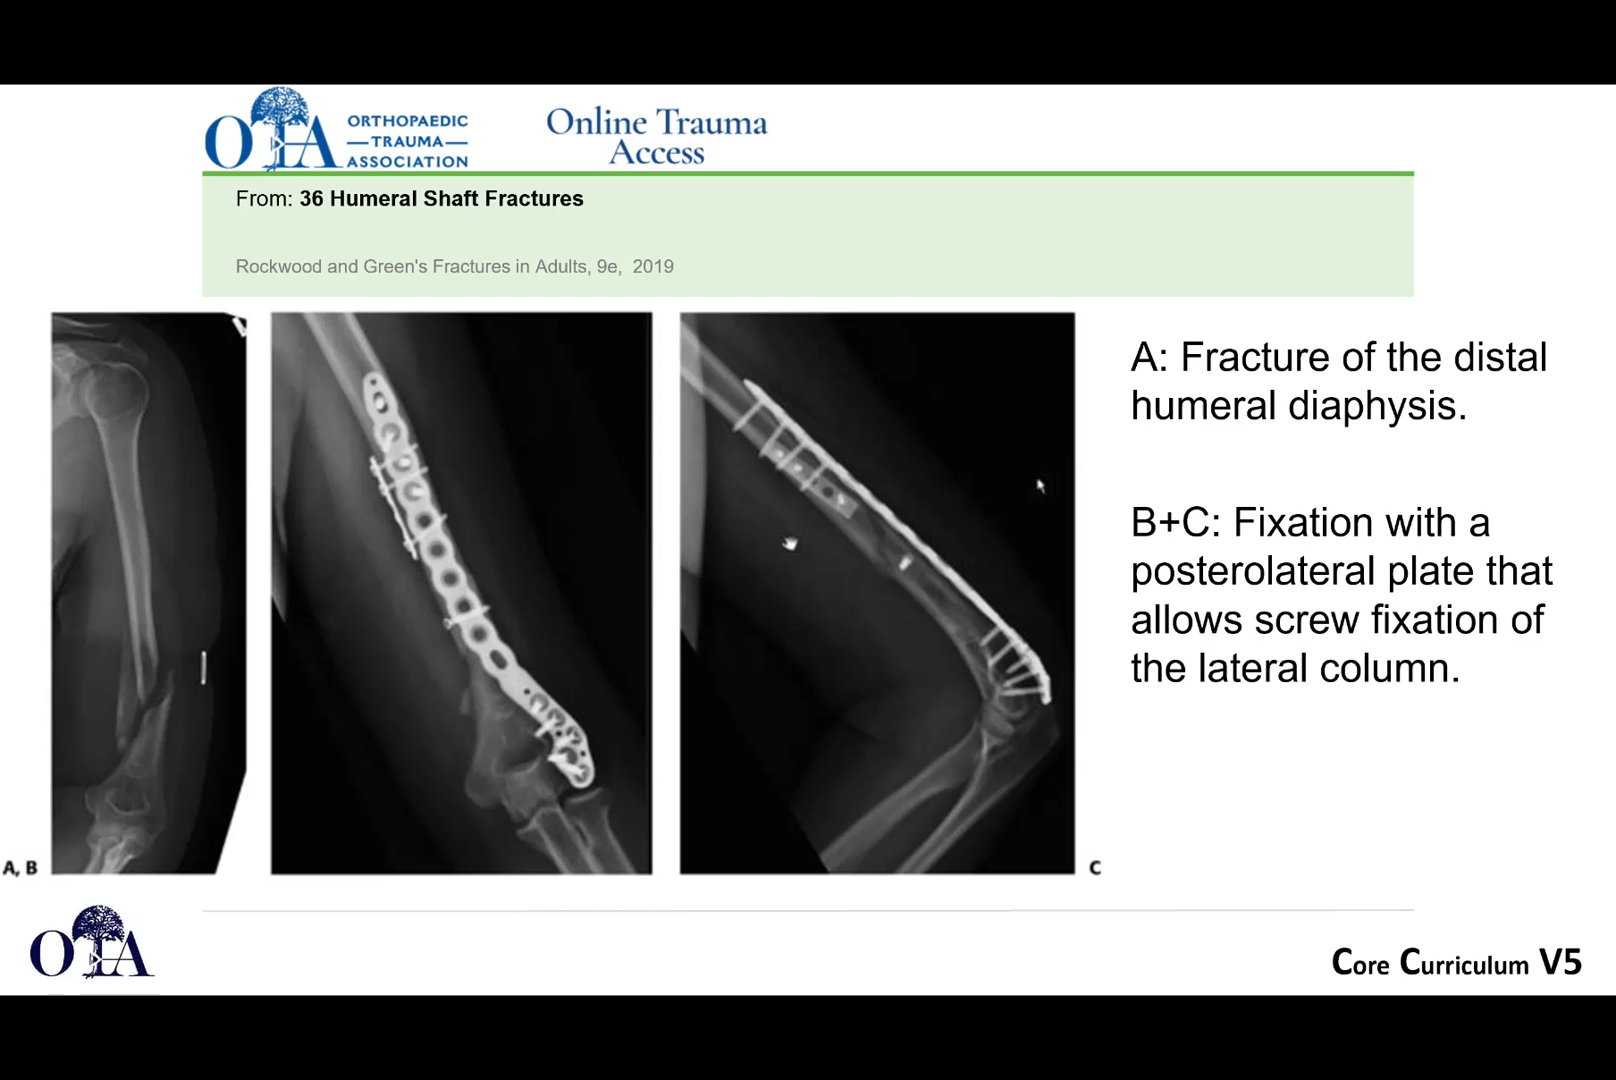 OTA ORTHOPAEDIC
TRAUMA
ASSOCIATION
Online Trauma
Access
From: 36 Humeral Shaft Fractures
Rockwood and Green's Fractures in Adults, 9e, 2019
A: Fracture of the distal
humeral diaphysis.
B+C: Fixation with a
posterolateral plate that
allows screw fixation of
the lateral column.
A, B
C
OTA
Core Curriculum V5